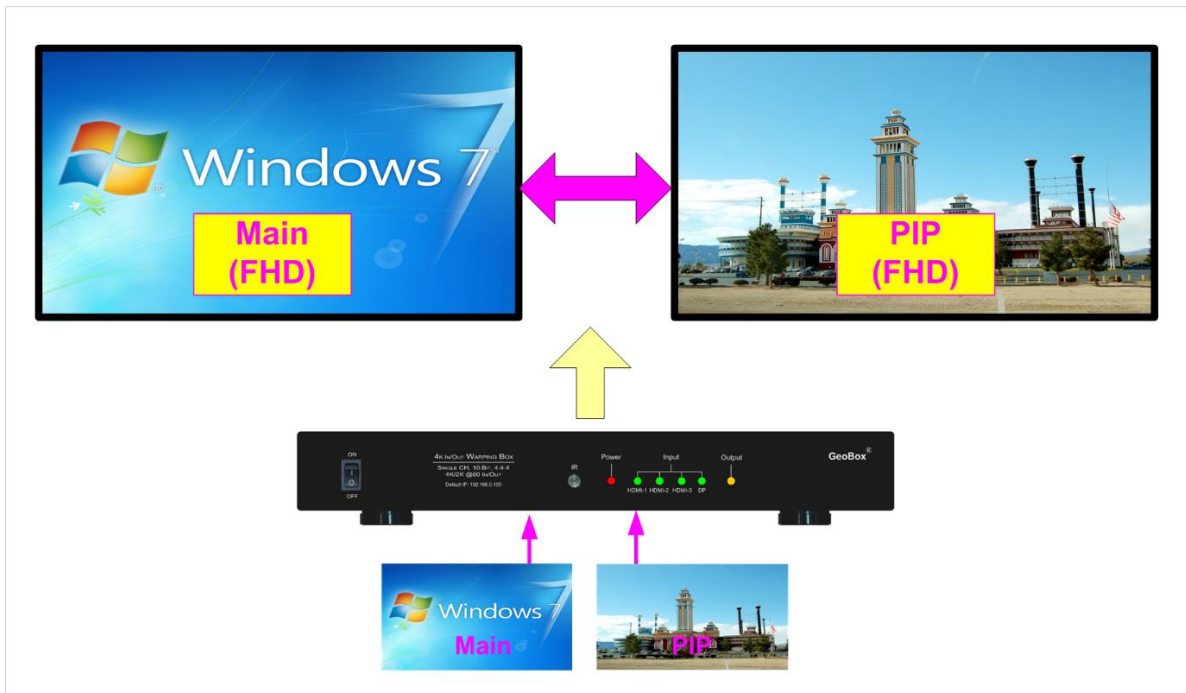 Windows 7
Main
(FHD)
PIP
(FHD)
ON
OFF
4K IN/OUT WARPING BOX
SINGLE CH, 10-BIT, 4:4:4
4K/2K @60 IN/OUT
Default IP: 192.168.0.100
IR
Power
Input
Output
HDMI-1 HDMI-2 HDMI-3 DP
GeoBox®
Windows 7
Main
PIP